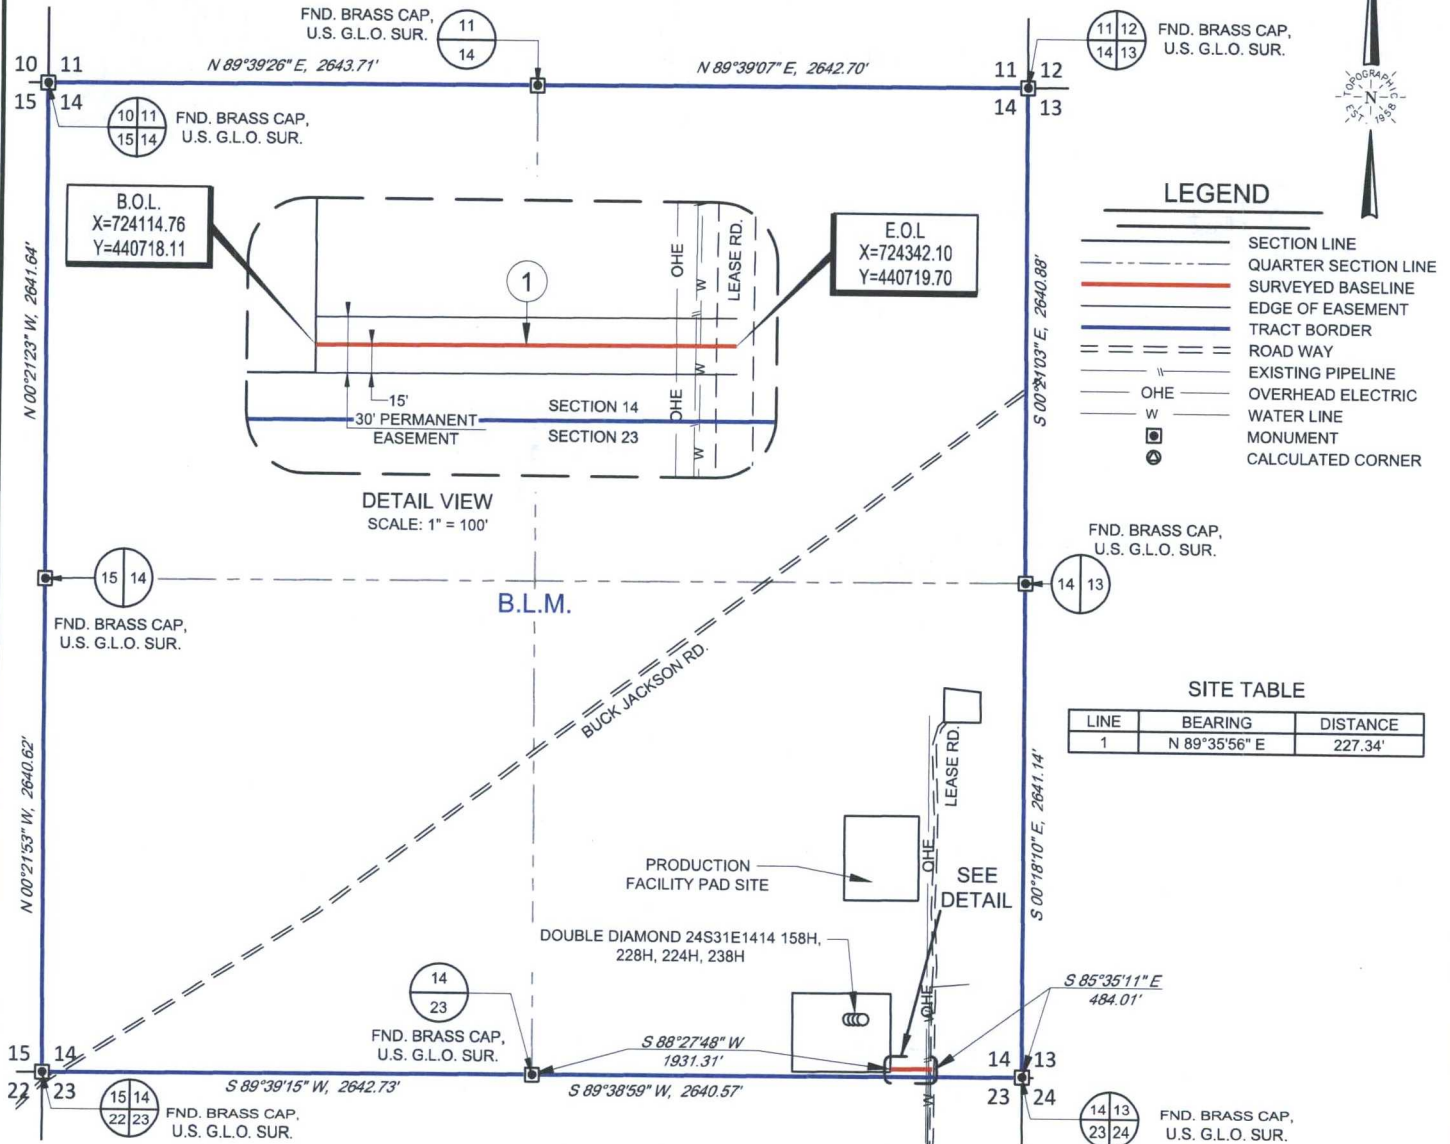 FND. BRASS CAP,
U.S. G.L.O. SUR.
11
14
11 12
14 13
FND. BRASS CAP,
U.S. G.L.O. SUR.
TOPOGRAPHIC
N
EST. 1958
10 11
15 14
N 89°39'26" E, 2643.71'
N 89°39'07" E, 2642.70'
11 12
14 13
10 11
15 14
FND. BRASS CAP,
U.S. G.L.O. SUR.
B.O.L.
X=724114.76
Y=440718.11
1
OHE
W
LEASE RD.
E.O.L
X=724342.10
Y=440719.70
W
15'
30' PERMANENT
EASEMENT
SECTION 14
SECTION 23
OHE
W
DETAIL VIEW
SCALE: 1" = 100'
LEGEND
SECTION LINE
QUARTER SECTION LINE
SURVEYED BASELINE
EDGE OF EASEMENT
TRACT BORDER
ROAD WAY
EXISTING PIPELINE
OHE OVERHEAD ELECTRIC
W WATER LINE
MONUMENT
CALCULATED CORNER
N 00°21'23" W, 2641.64'
S 00°21'03" E, 2640.88'
15 14
FND. BRASS CAP,
U.S. G.L.O. SUR.
B.L.M.
FND. BRASS CAP,
U.S. G.L.O. SUR.
14 13
BUCK JACKSON RD.
SITE TABLE
LINE BEARING DISTANCE
1 N 89°35'56" E 227.34'
N 00°21'53" W, 2640.62'
S 00°18'10" E, 2641.14'
LEASE RD.
OHE
PRODUCTION
FACILITY PAD SITE
SEE
DETAIL
DOUBLE DIAMOND 24S31E1414 158H,
228H, 224H, 238H
OHE
W
14
23
FND. BRASS CAP,
U.S. G.L.O. SUR.
S 88°27'48" W
1931.31'
S 85°35'11" E
484.01'
15 14
22 23
S 89°39'15" W, 2642.73'
S 89°38'59" W, 2640.57'
14 13
23 24
W
15 14
22 23
FND. BRASS CAP,
U.S. G.L.O. SUR.
14 13
23 24
FND. BRASS CAP,
U.S. G.L.O. SUR.